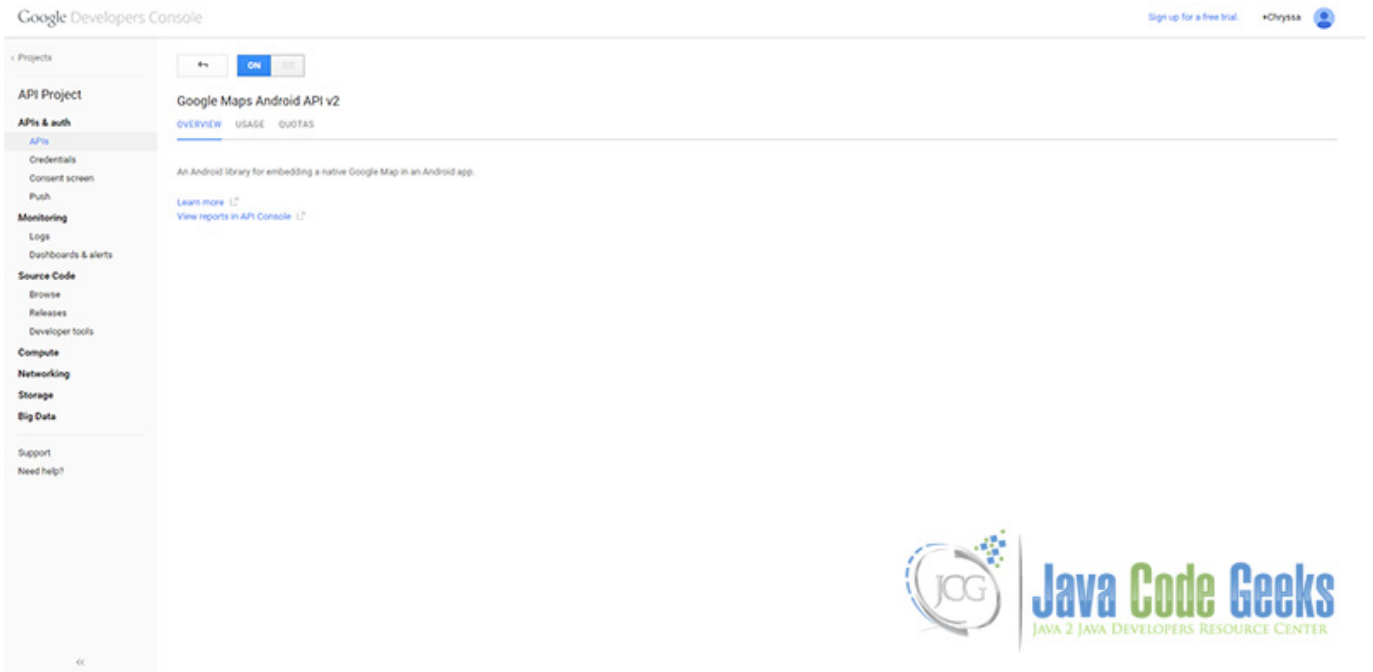 Google Developers Console
Sign up for a free trial.
+Chryssa
‹ Projects
ON
API Project
Google Maps Android API v2
APIs & auth
OVERVIEW USAGE QUOTAS
APIs
Credentials
An Android library for embedding a native Google Map in an Android app.
Consent screen
Push
Learn more
View reports in API Console
Monitoring
Logs
Dashboards & alerts
Source Code
Browse
Releases
Developer tools
Compute
Networking
Storage
Big Data
Support
Need help?
JCG
Java Code Geeks
JAVA 2 JAVA DEVELOPERS RESOURCE CENTER